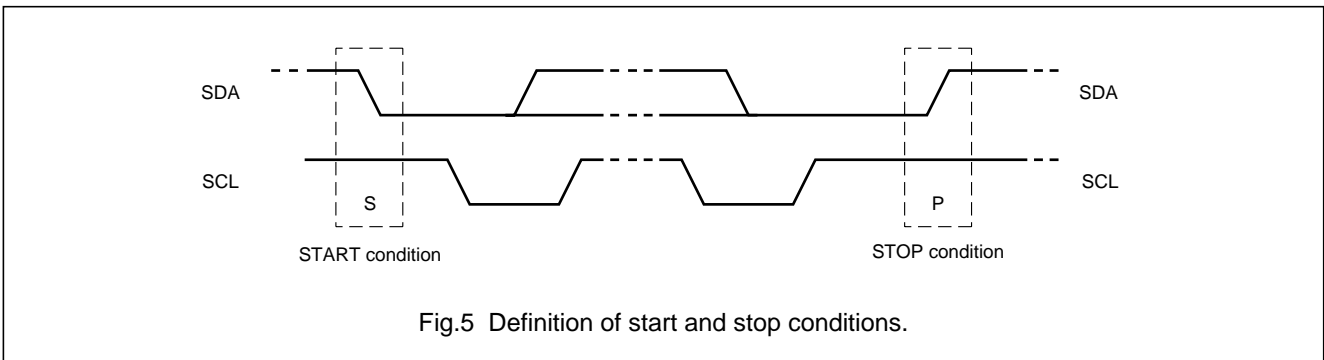 SDA
SDA
SCL
SCL
S
P
START condition
STOP condition
Fig.5 Definition of start and stop conditions.